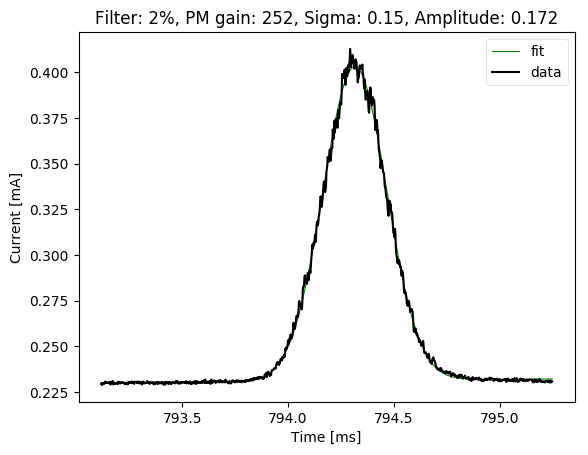 Filter: 2%, PM gain: 252, Sigma: 0.15, Amplitude: 0.172
fit
data
0.400
0.375
0.350
0.325
0.300
0.275
0.250
0.225
Current [mA]
793.5
794.0
794.5
795.0
Time [ms]